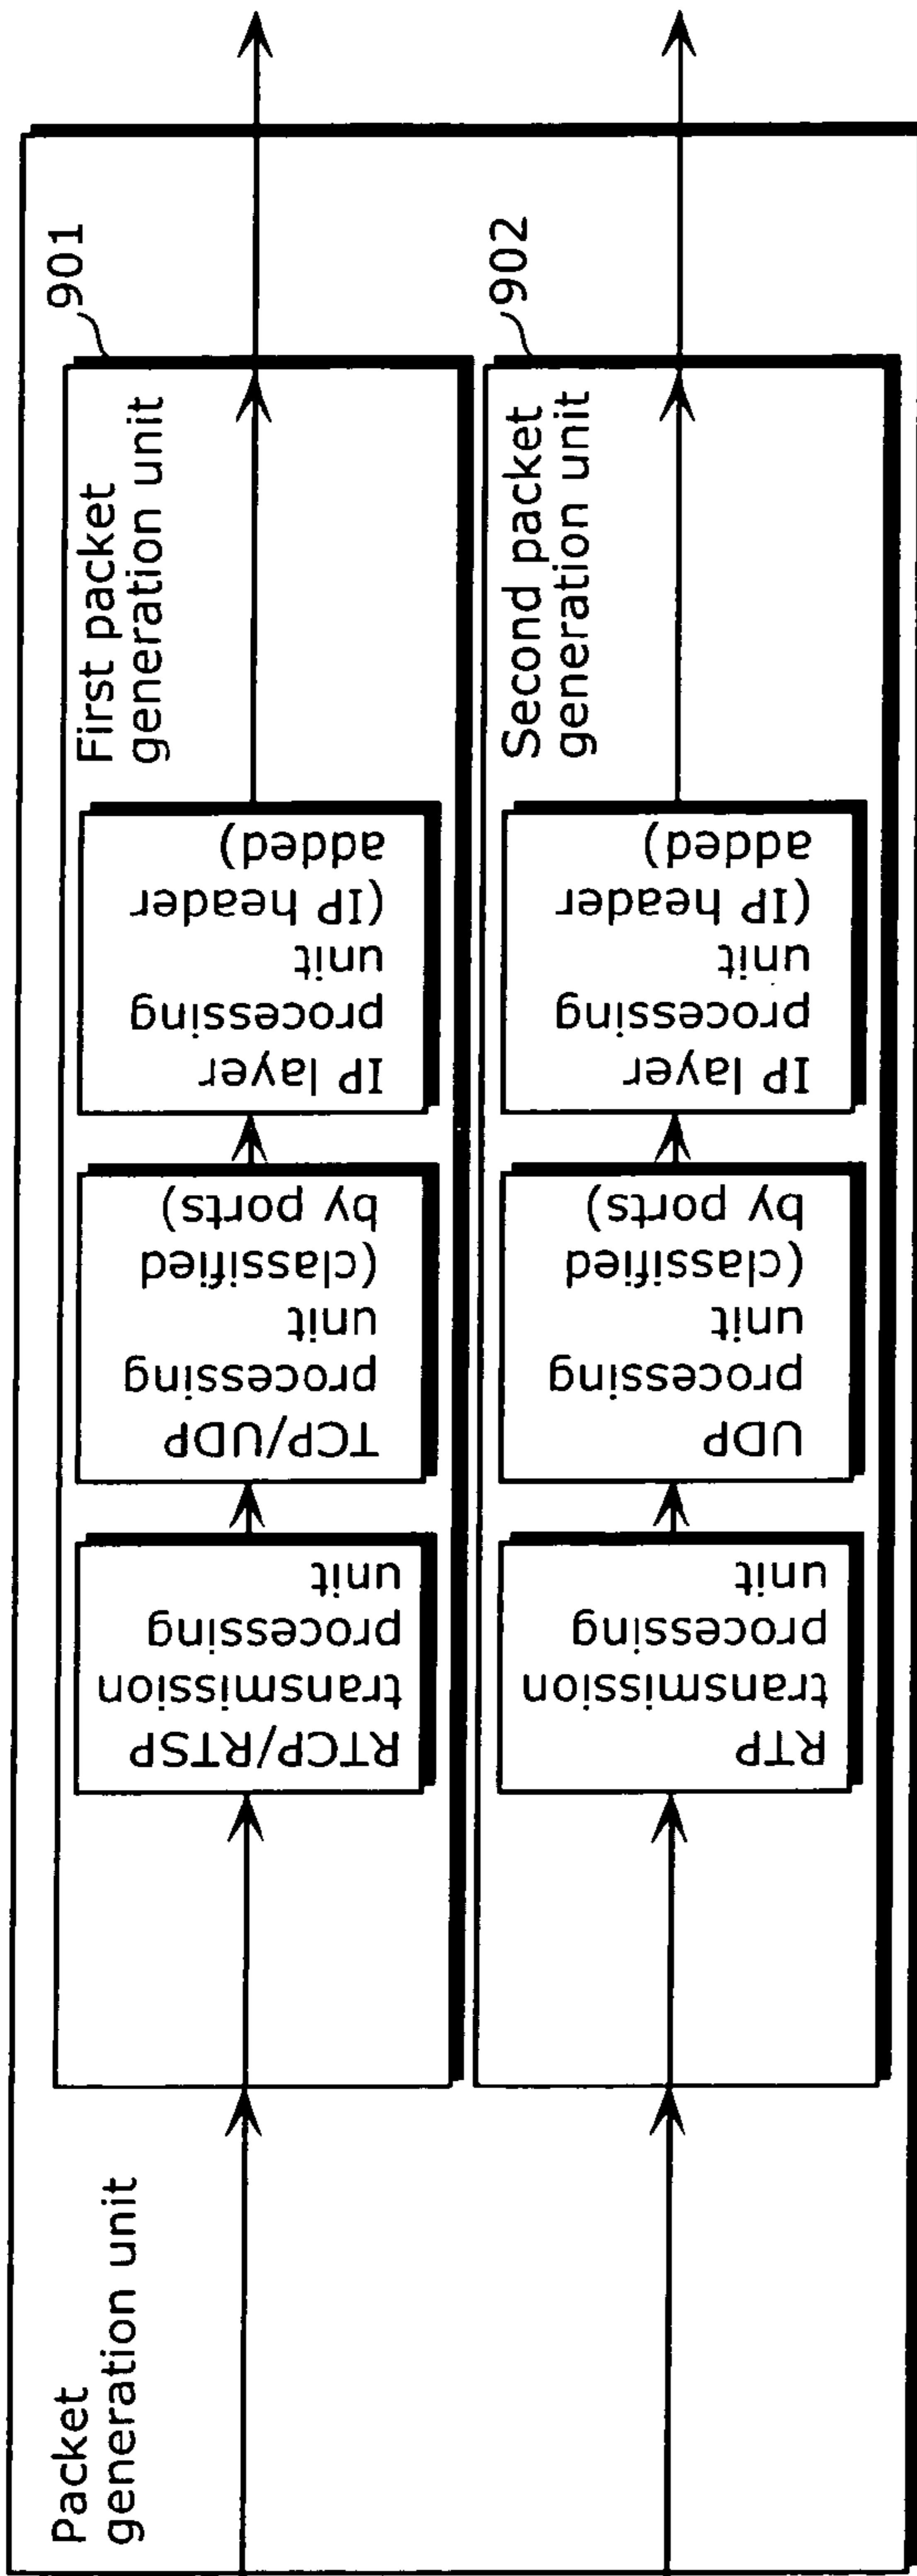 Packet
generation unit
First packet
generation unit
901
RTCP/RTSP
transmission
processing
unit
TCP/UDP
processing
unit
(classified
by ports)
IP layer
processing
unit
(IP header
added)
Second packet
generation unit
902
RTP
transmission
processing
unit
UDP
processing
unit
(classified
by ports)
IP layer
processing
unit
(IP header
added)